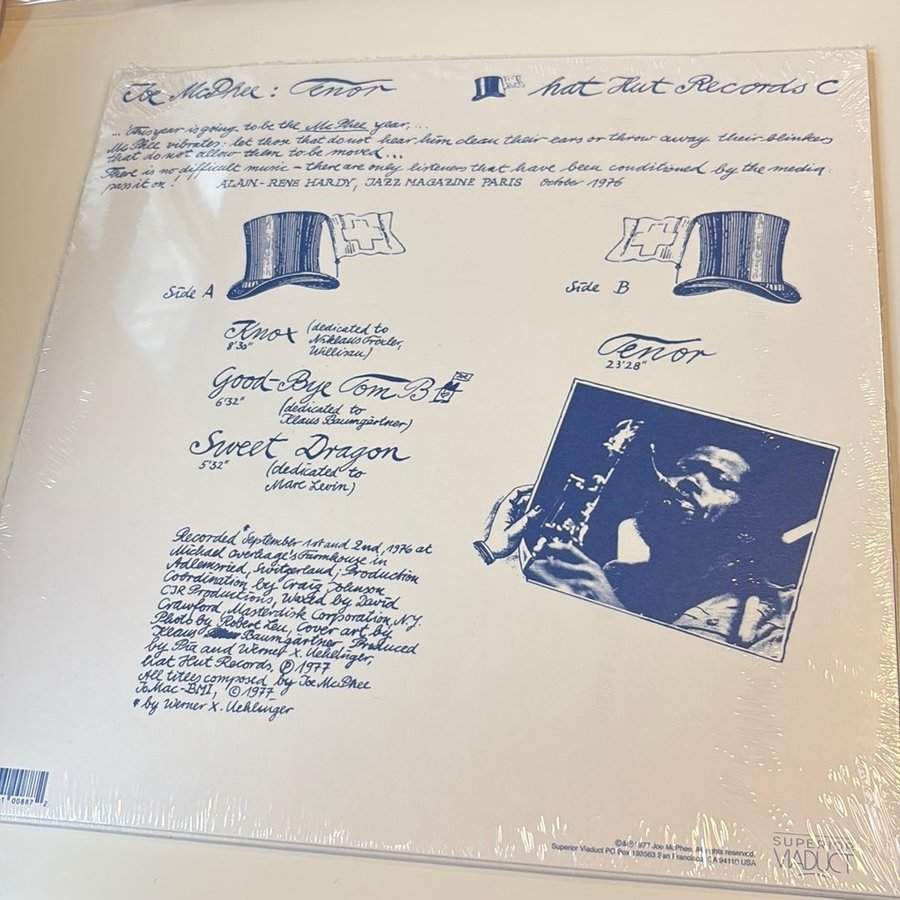 Joe McPhee: Tenor
hat Hut Records C
... this year is going to be the McPhee year, ...
McPhee vibrates: let those that do not hear him clean their ears or throw away their blinkers
that do not allow them to be moved...
There is no difficult music - there are only listeners that have been conditioned by the media:
pass it on! ALAIN-RENE HARDY, JAZZ MAGAZINE PARIS October 1976
Side A
Side B
Knox (dedicated to
8'30" Niklaus Troxler,
Willisau)
Good-Bye Tom B
6'32" (dedicated to
Klaus Baumgärtner)
Sweet Dragon
5'32" (dedicated to
Marc Levin)
Tenor
23'28"
Recorded* September 1st and 2nd, 1976 at
Michael Overhage's Farmhouse in
Adlemsried, Switzerland; Production
Coordination by Craig Johnson
CJR Productions, Waxed by David
Crawford, Masterdisk Corporation, N.Y.
Photo by Robert Leu, Cover art by
Klaus Baumgärtner Produced
by Pia and Werner X. Uehlinger,
Hat Hut Records, ℗ 1977
All titles composed by Joe McPhee
JoMac-BMI, © 1977
* by Werner X. Uehlinger
1 00887 2
©&℗ 1977 Joe McPhee. All rights reserved.
Superior Viaduct PO Box 193563 San Francisco, CA 94110 USA
SUPERIOR
VIADUCT